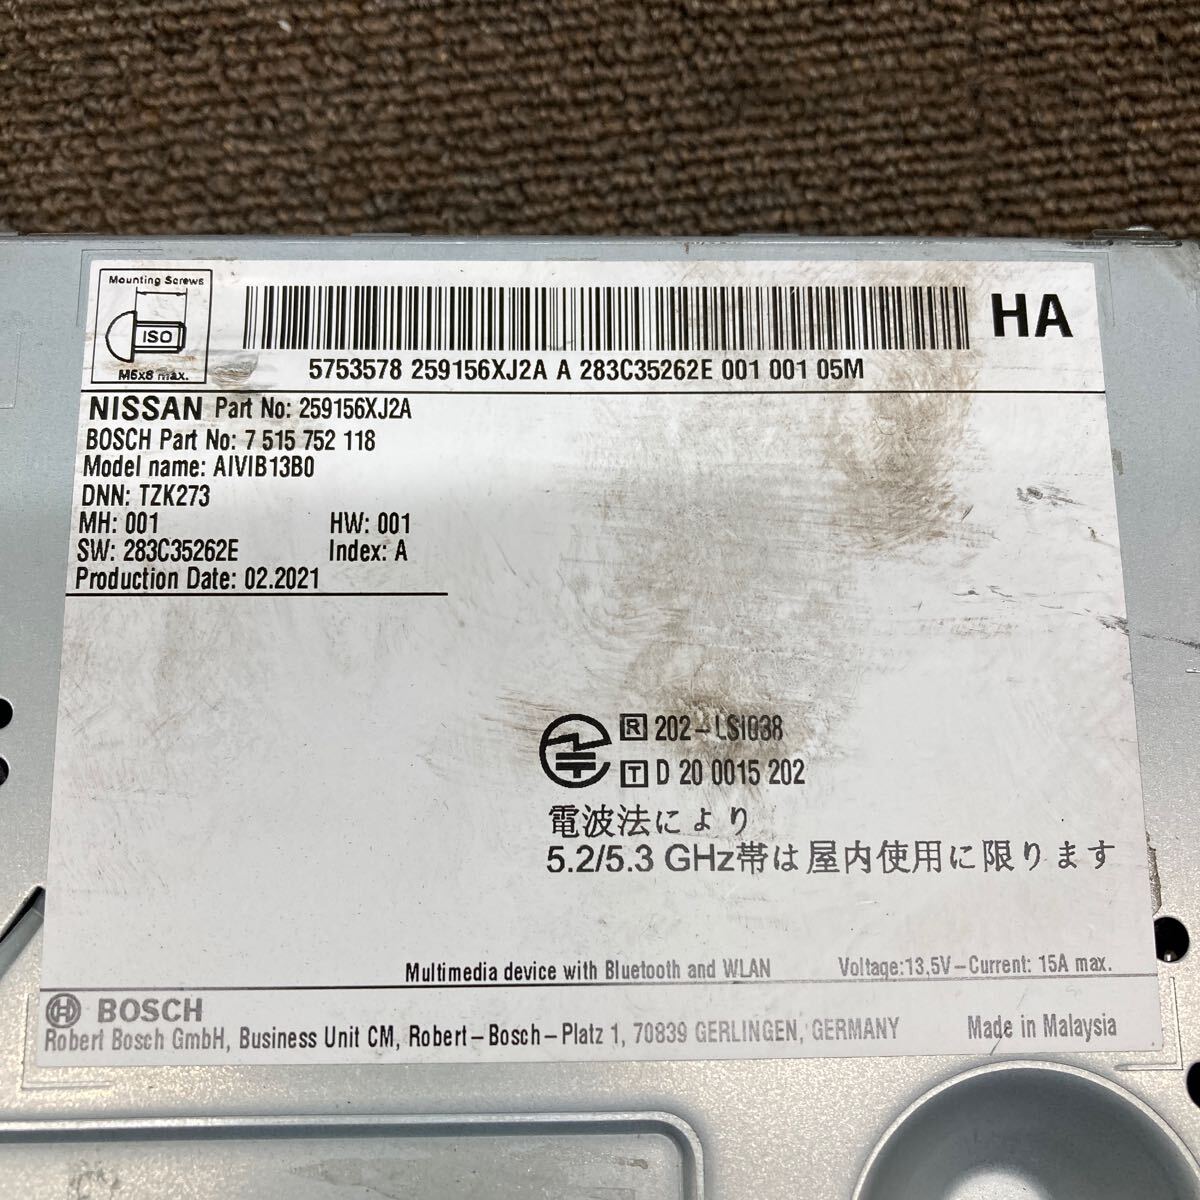 Mounting Screws
ISO
M5x8 max.
HA
5753578 259156XJ2A A 283C35262E 001 001 05M
NISSAN Part No: 259156XJ2A
BOSCH Part No: 7 515 752 118
Model name: AIVIB13B0
DNN: TZK273
MH: 001 HW: 001
SW: 283C35262E Index: A
Production Date: 02.2021
R 202-LSI038
T D 20 0015 202
電波法により
5.2/5.3 GHz帯は屋内使用に限ります
Multimedia device with Bluetooth and WLAN Voltage:13,5V-Current: 15A max.
BOSCH
Robert Bosch GmbH, Business Unit CM, Robert-Bosch-Platz 1, 70839 GERLINGEN, GERMANY Made in Malaysia